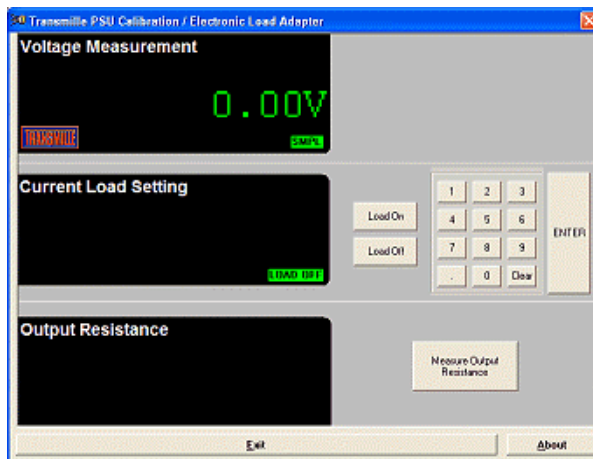 Transmille PSU Calibration / Electronic Load Adapter
Voltage Measurement
0.00V
TRANSMILLE
SMPL
Current Load Setting
LOAD OFF
Load On
Load Off
1 2 3
4 5 6
7 8 9
. 0 Clear
ENTER
Output Resistance
Measure Output
Resistance
Exit
About